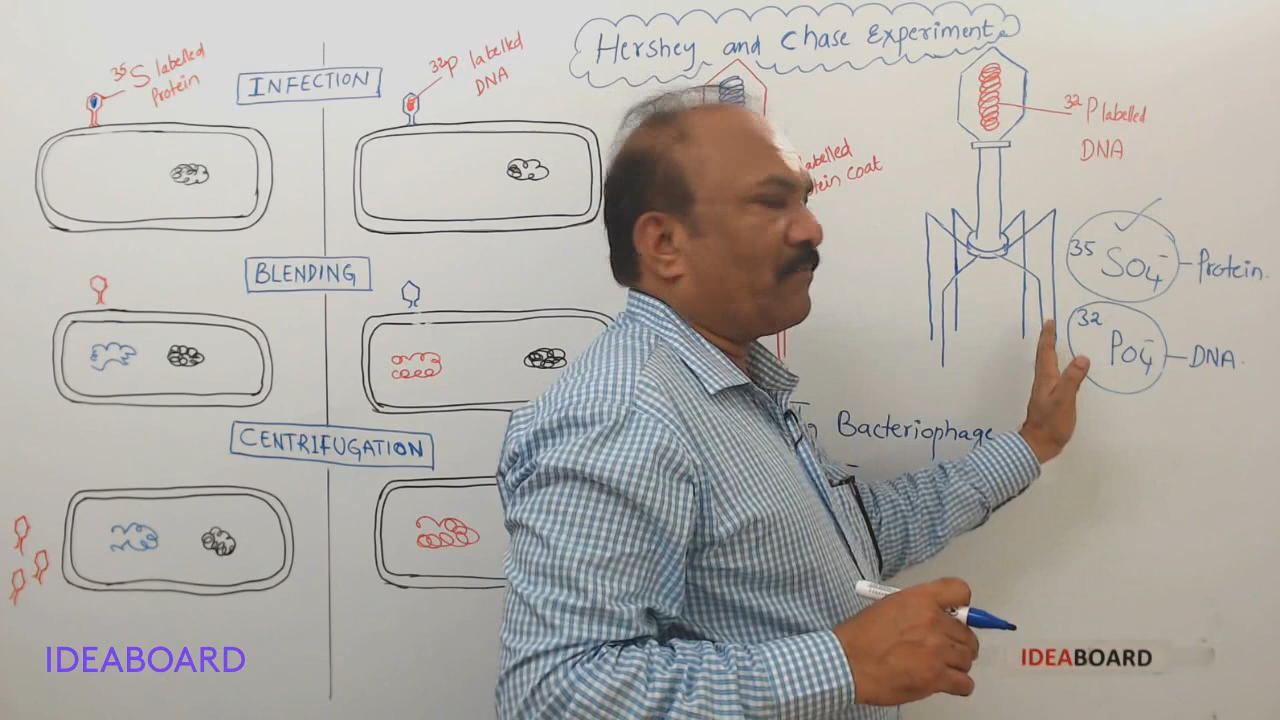 Hershey and Chase Experiment
35S labelled
Protein
INFECTION
32P labelled
DNA
32P labelled
DNA
labelled
coat
35 SO4- - Protein.
BLENDING
32 PO4- - DNA.
Bacteriophage
CENTRIFUGATION
IDEABOARD
IDEABOARD